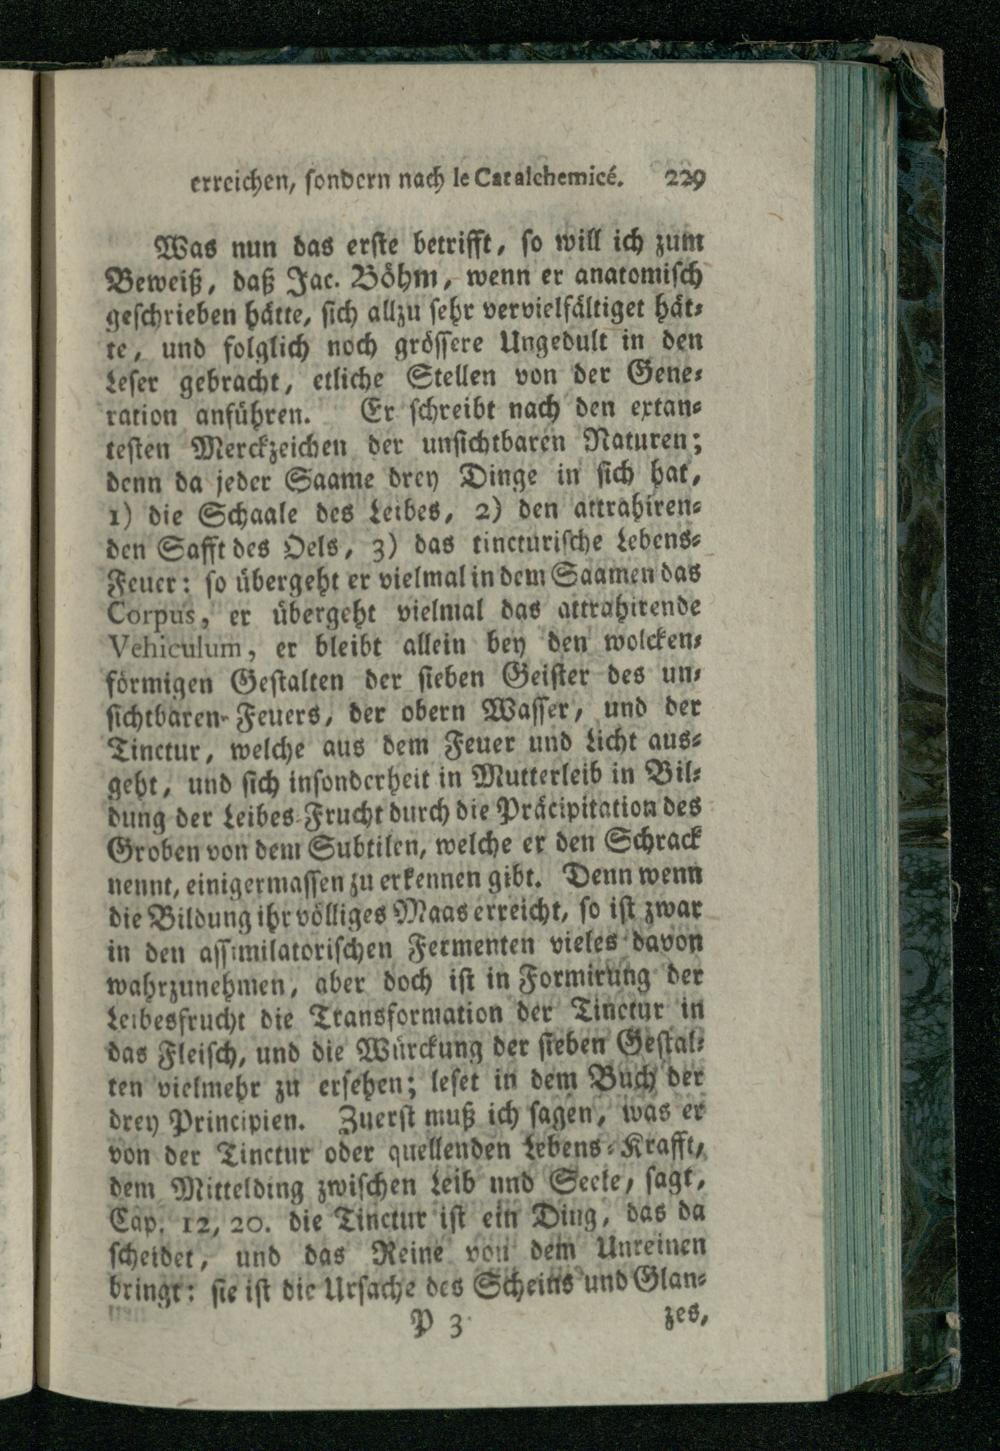 erreichen, sondern nach le Cat alchemicé. 229
Was nun das erste betrifft, so will ich zum
Beweiß, daß Jac. Böhm, wenn er anatomisch
geschrieben hätte, sich allzu sehr vervielfältiget hät-
te, und folglich noch grössere Ungedult in den
Leser gebracht, etliche Stellen von der Gene-
ration anführen. Er schreibt nach den extan-
testen Merckzeichen der unsichtbaren Naturen;
denn da jeder Saame drey Dinge in sich hat,
1) die Schaale des Leibes, 2) den attrahiren-
den Safft des Oels, 3) das tincturische Lebens-
Feuer: so übergeht er vielmal in dem Saamen das
Corpus, er übergeht vielmal das attrahirende
Vehiculum, er bleibt allein bey den wolcken-
förmigen Gestalten der sieben Geister des un-
sichtbaren-Feuers, der obern Wasser, und der
Tinctur, welche aus dem Feuer und Licht aus-
geht, und sich insonderheit in Mutterleib in Bil-
dung der Leibes-Frucht durch die Präcipitation des
Groben von dem Subtilen, welche er den Schrack
nennt, einigermassen zu erkennen gibt. Denn wenn
die Bildung ihr völliges Maas erreicht, so ist zwar
in den assimilatorischen Fermenten vieles davon
wahrzunehmen, aber doch ist in Formirung der
Leibesfrucht die Transformation der Tinctur in
das Fleisch, und die Würckung der sieben Gestal-
ten vielmehr zu ersehen; leset in dem Buch der
drey Principien. Zuerst muß ich sagen, was er
von der Tinctur oder quellenden Lebens-Krafft,
dem Mittelding zwischen Leib und Seele, sagt,
Cap. 12, 20. die Tinctur ist ein Ding, das da
scheidet, und das Reine von dem Unreinen
bringt: sie ist die Ursache des Scheins und Glan-
P 3 zes,